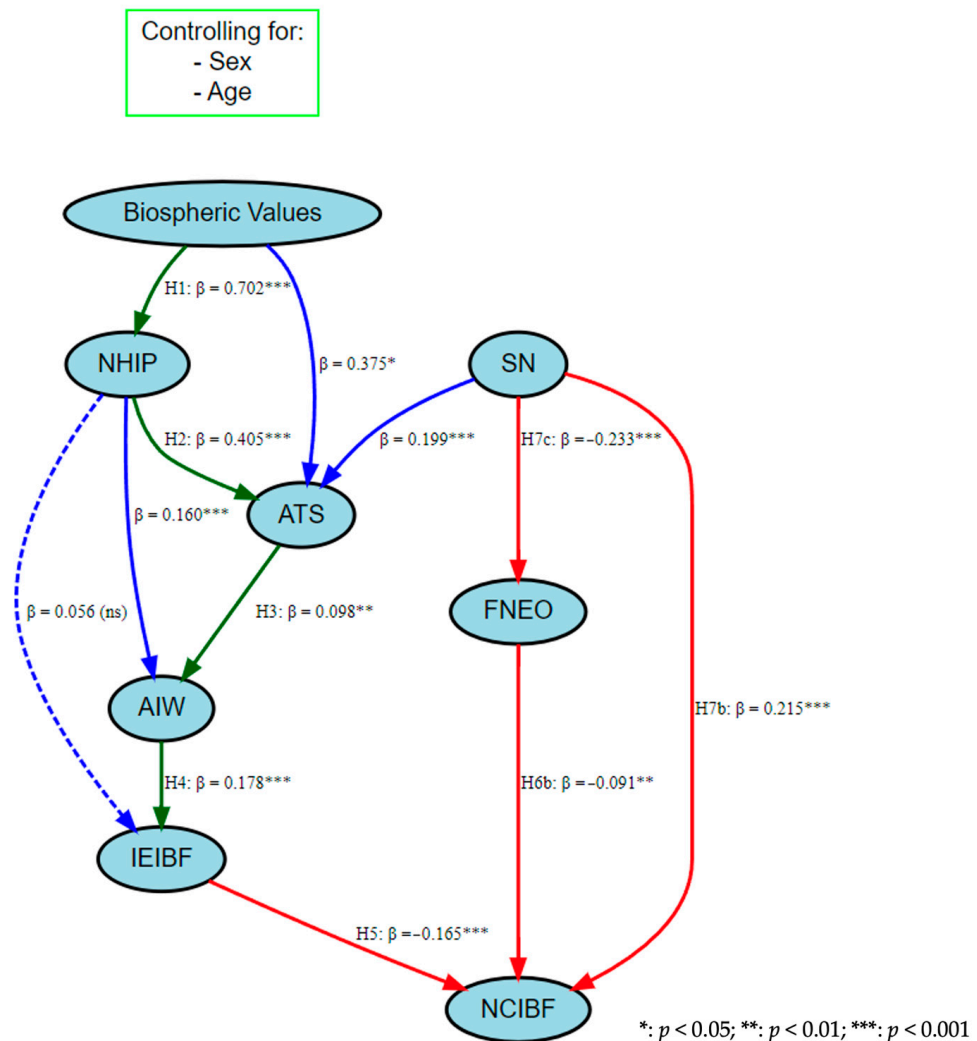 Controlling for:
- Sex
- Age
Biospheric Values
H1: β = 0.702***
NHIP
SN
β = 0.375*
H2: β = 0.405***
β = 0.199***
H7c: β =−0.233***
ATS
β = 0.160***
FNEO
β = 0.056 (ns)
H3: β = 0.098**
AIW
H7b: β = 0.215***
H4: β = 0.178***
H6b: β =−0.091**
IEIBF
H5: β =−0.165***
NCIBF
*: p < 0.05; **: p < 0.01; ***: p < 0.001